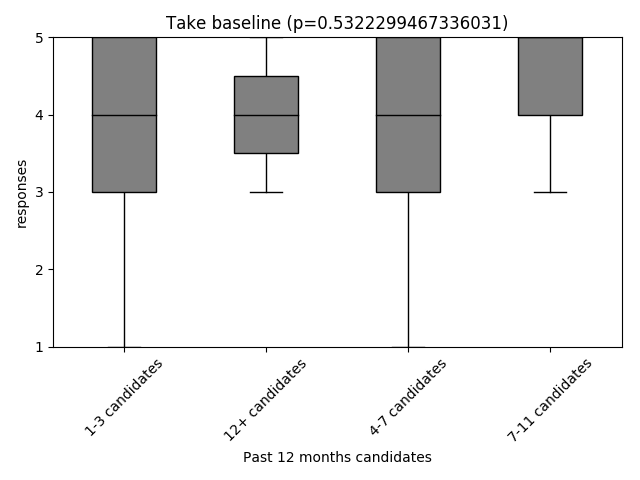 Take baseline (p=0.5322299467336031)
5
4
3
2
1
responses
1-3 candidates
12+ candidates
4-7 candidates
7-11 candidates
Past 12 months candidates